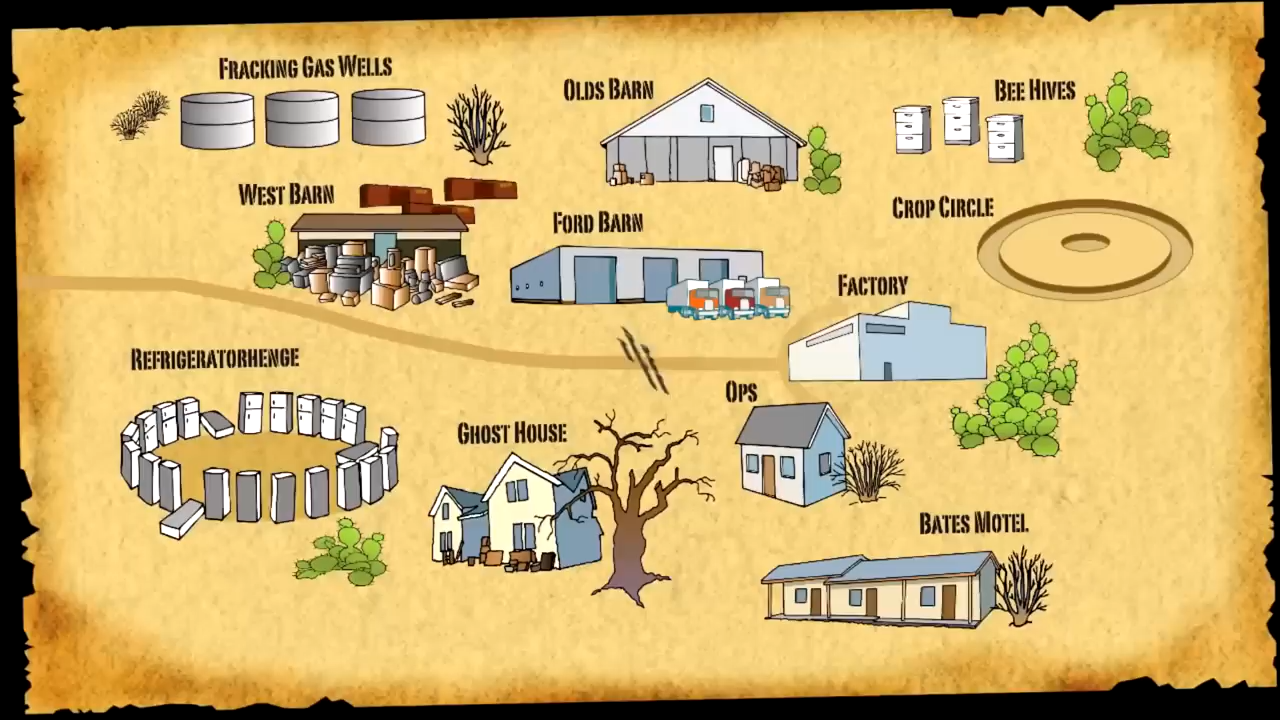 Fracking Gas Wells
Olds Barn
Bee Hives
West Barn
Ford Barn
Crop Circle
Factory
Refrigeratorhenge
Ops
Ghost House
Bates Motel